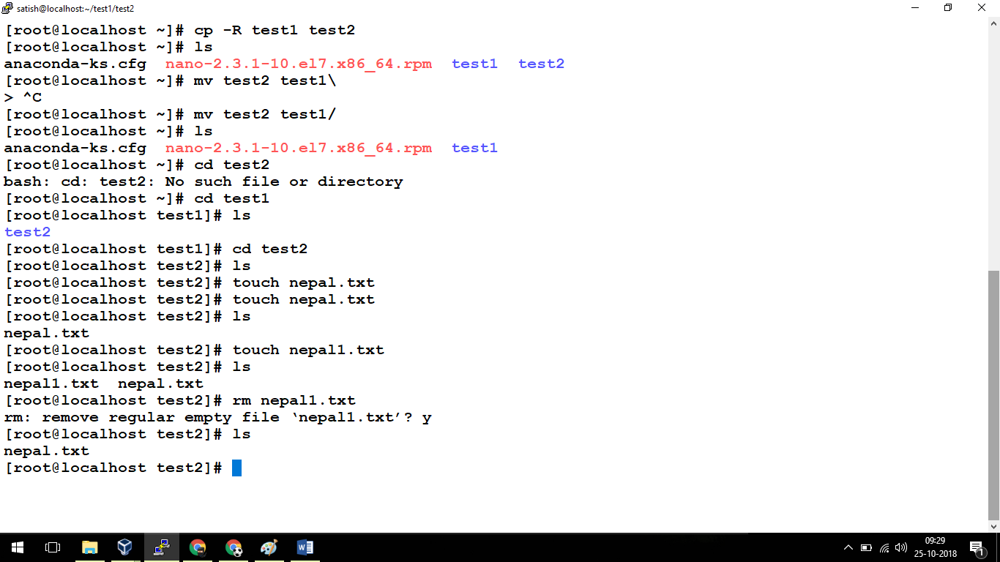 satish@localhost:~/test1/test2
[root@localhost ~]# cp -R test1 test2
[root@localhost ~]# ls
anaconda-ks.cfg  nano-2.3.1-10.el7.x86_64.rpm  test1  test2
[root@localhost ~]# mv test2 test1\
> ^C
[root@localhost ~]# mv test2 test1/
[root@localhost ~]# ls
anaconda-ks.cfg  nano-2.3.1-10.el7.x86_64.rpm  test1
[root@localhost ~]# cd test2
bash: cd: test2: No such file or directory
[root@localhost ~]# cd test1
[root@localhost test1]# ls
test2
[root@localhost test1]# cd test2
[root@localhost test2]# ls
[root@localhost test2]# touch nepal.txt
[root@localhost test2]# touch nepal.txt
[root@localhost test2]# ls
nepal.txt
[root@localhost test2]# touch nepal1.txt
[root@localhost test2]# ls
nepal1.txt  nepal.txt
[root@localhost test2]# rm nepal1.txt
rm: remove regular empty file ‘nepal1.txt’? y
[root@localhost test2]# ls
nepal.txt
[root@localhost test2]#
09:29
25-10-2018
1